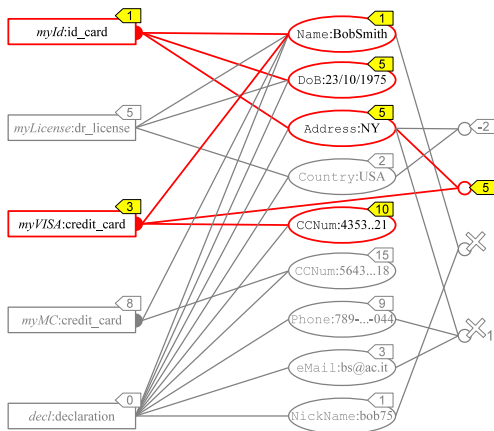 1
myId:id_card
1
Name:BobSmith
5
DoB:23/10/1975
5
myLicense:dr_license
5
Address:NY
-2
2
Country:USA
5
3
myVISA:credit_card
10
CCNum:4353..21
15
CCNum:5643...18
8
myMC:credit_card
9
Phone:789-...-044
1
3
eMail:bs@ac.it
0
decl:declaration
1
NickName:bob75